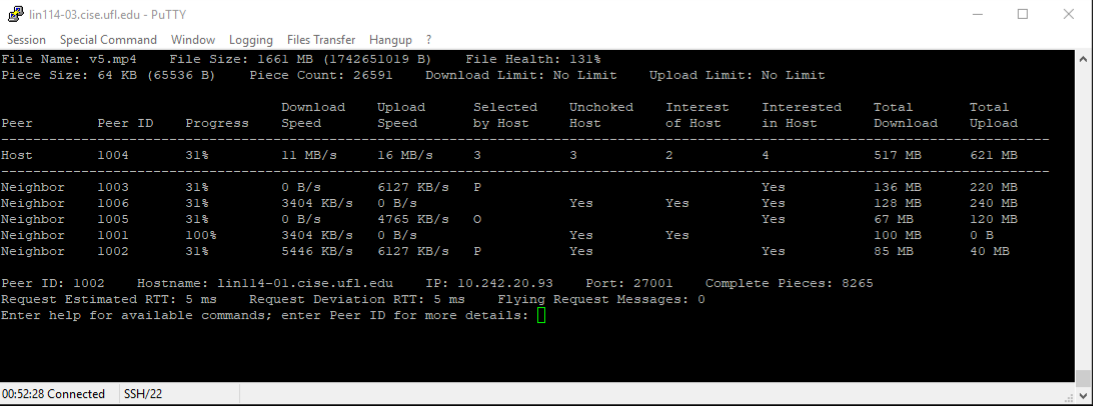 lin114-03.cise.ufl.edu - PuTTY
Session Special Command Window Logging Files Transfer Hangup ?
File Name: v5.mp4 File Size: 1661 MB (1742651019 B) File Health: 131%
Piece Size: 64 KB (65536 B) Piece Count: 26591 Download Limit: No Limit Upload Limit: No Limit
Download Upload Selected Unchoked Interest Interested Total Total
Peer Peer ID Progress Speed Speed by Host Host of Host in Host Download Upload
Host 1004 31% 11 MB/s 16 MB/s 3 3 2 4 517 MB 621 MB
Neighbor 1003 31% 0 B/s 6127 KB/s P Yes 136 MB 220 MB
Neighbor 1006 31% 3404 KB/s 0 B/s Yes Yes Yes 128 MB 240 MB
Neighbor 1005 31% 0 B/s 4765 KB/s O Yes 67 MB 120 MB
Neighbor 1001 100% 3404 KB/s 0 B/s Yes Yes 100 MB 0 B
Neighbor 1002 31% 5446 KB/s 6127 KB/s P Yes Yes 85 MB 40 MB
Peer ID: 1002 Hostname: lin114-01.cise.ufl.edu IP: 10.242.20.93 Port: 27001 Complete Pieces: 8265
Request Estimated RTT: 5 ms Request Deviation RTT: 5 ms Flying Request Messages: 0
Enter help for available commands; enter Peer ID for more details:
00:52:28 Connected SSH/22